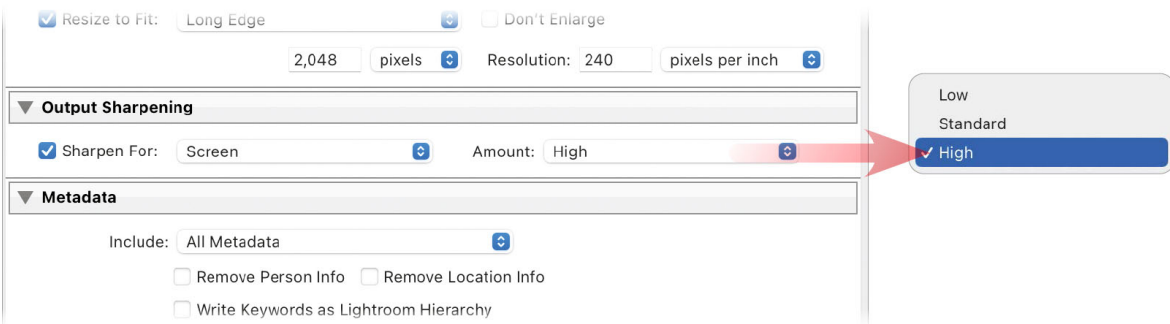 Resize to Fit: Long Edge Don't Enlarge
2,048 pixels Resolution: 240 pixels per inch
Output Sharpening
Sharpen For: Screen Amount: High
Metadata
Include: All Metadata
Remove Person Info Remove Location Info
Write Keywords as Lightroom Hierarchy
Low
Standard
High